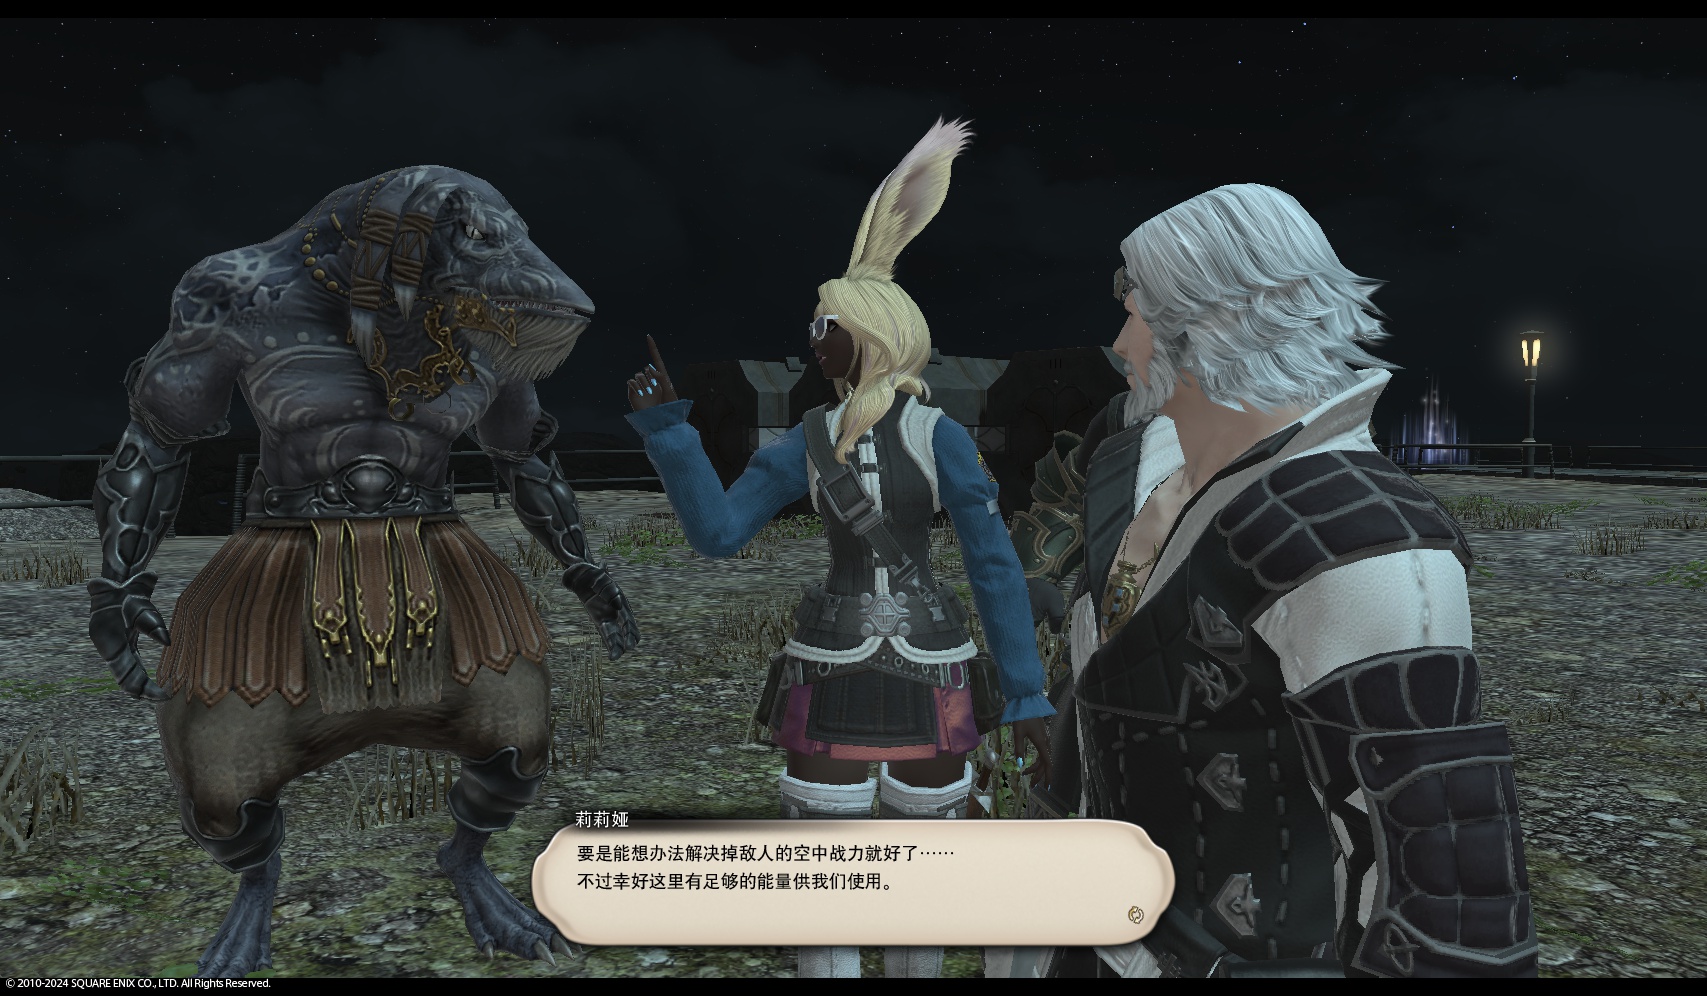 莉莉娅
要是能想办法解决掉敌人的空中战力就好了……
不过幸好这里有足够的能量供我们使用。
© 2010-2024 SQUARE ENIX CO., LTD. All Rights Reserved.